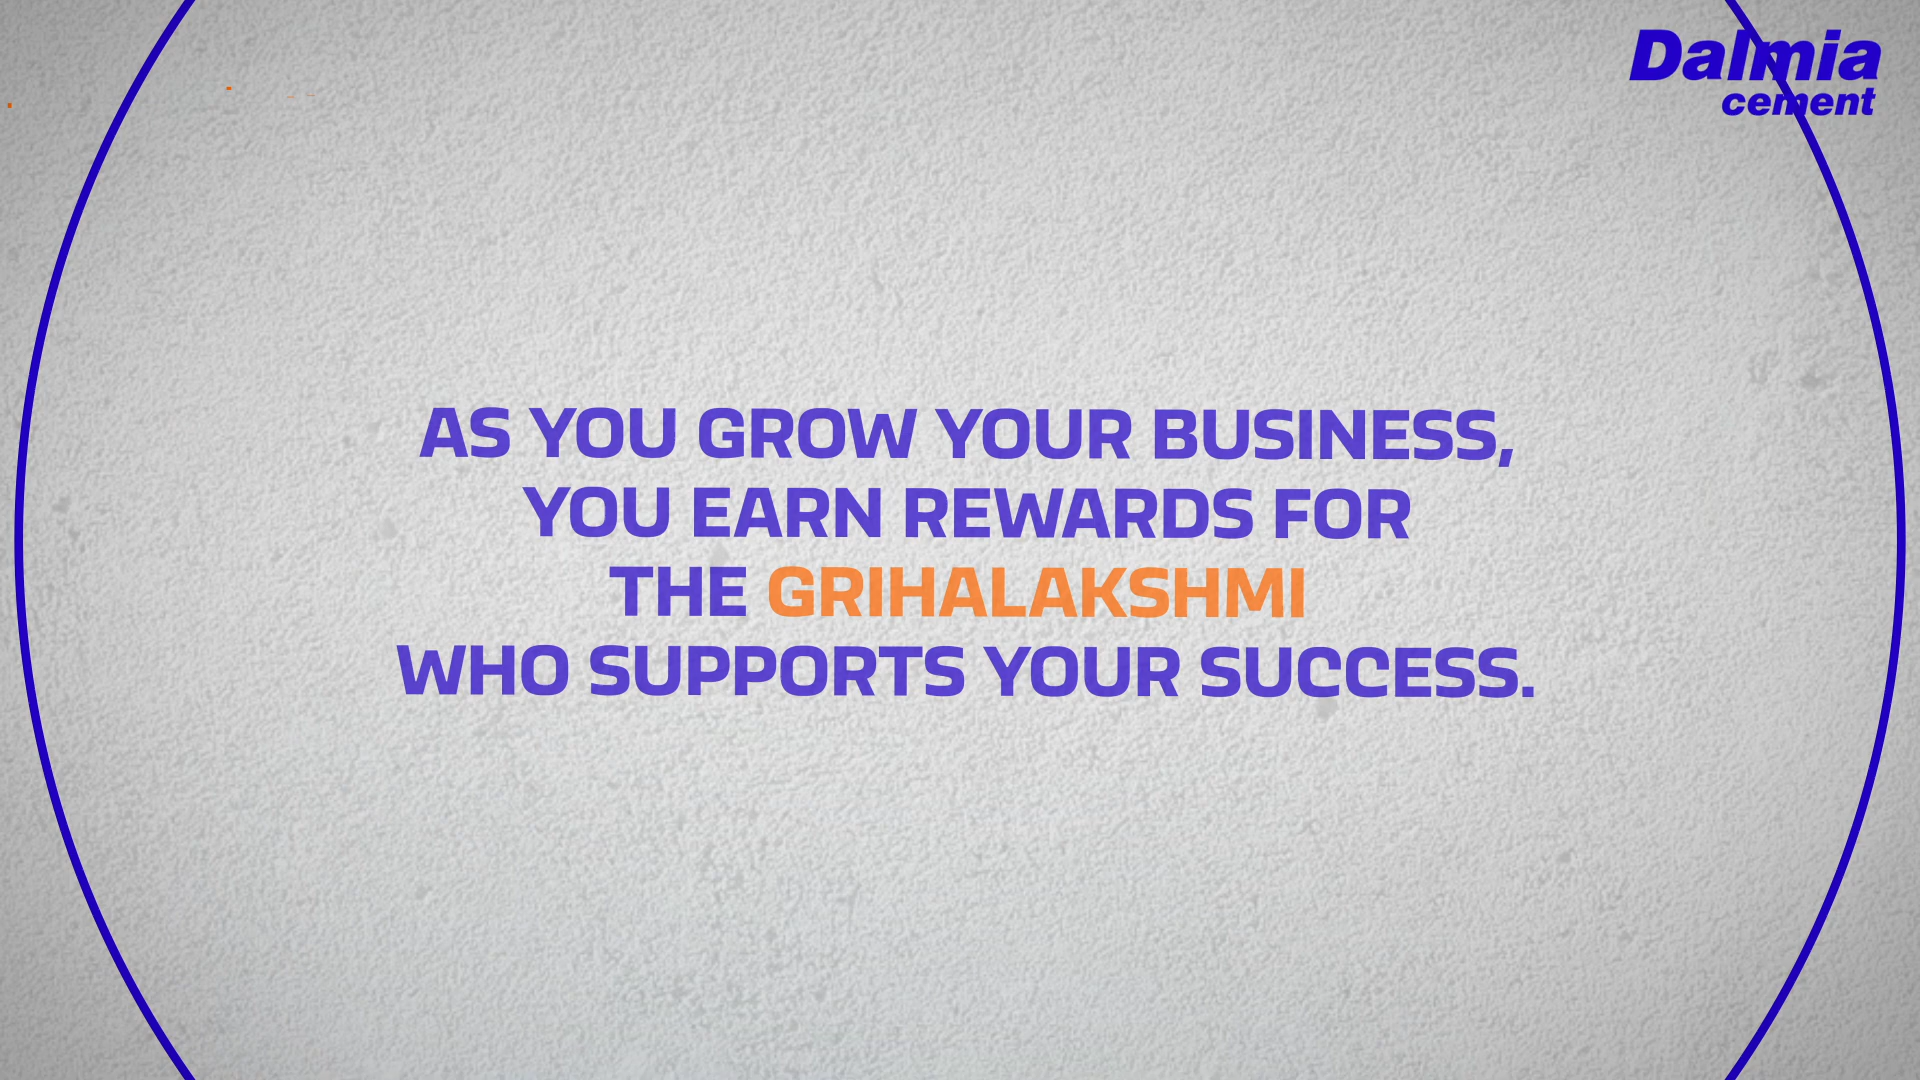 Dalmia
cement
AS YOU GROW YOUR BUSINESS,
YOU EARN REWARDS FOR
THE GRIHALAKSHMI
WHO SUPPORTS YOUR SUCCESS.